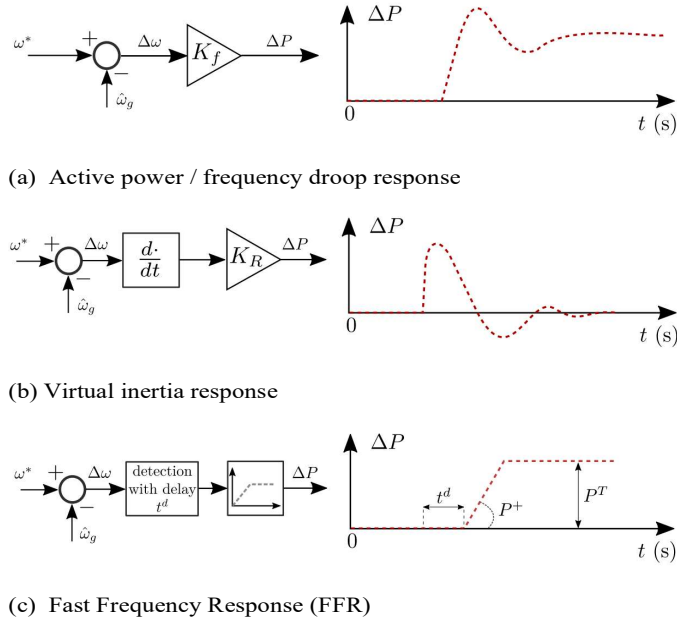 ω* + − Δω K_f ΔP
ω̂_g
ΔP
0
t (s)
(a) Active power / frequency droop response
ω* + − Δω d·/dt K_R ΔP
ω̂_g
ΔP
0
t (s)
(b) Virtual inertia response
ω* + − Δω detection ΔP
with delay
t^d
ω̂_g
ΔP
t^d P^+ P^T
0
t (s)
(c) Fast Frequency Response (FFR)